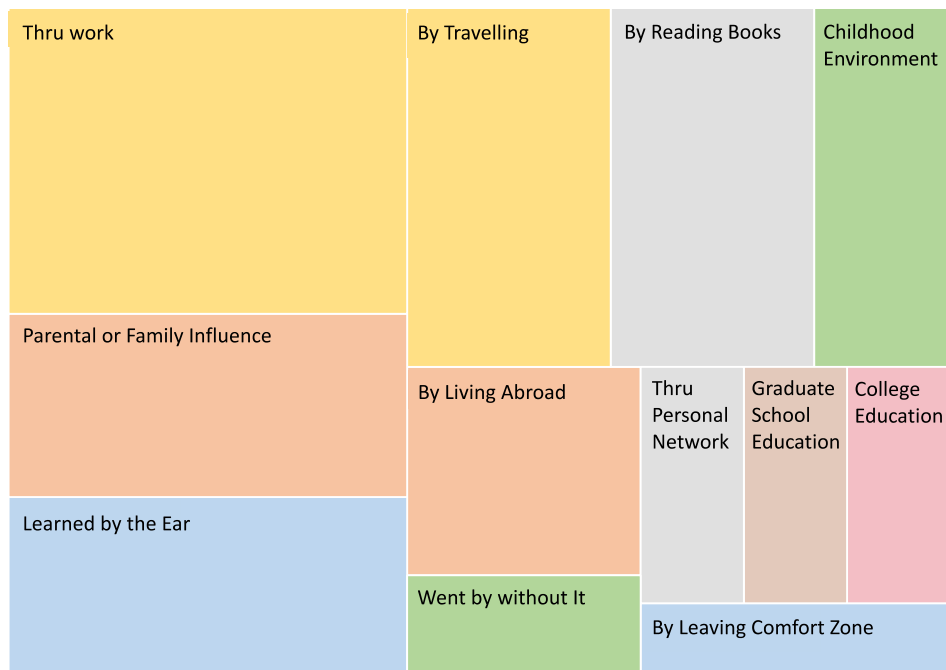 Thru work
By Travelling
By Reading Books
Childhood
Environment
Parental or Family Influence
By Living Abroad
Thru
Personal
Network
Graduate
School
Education
College
Education
Learned by the Ear
Went by without It
By Leaving Comfort Zone